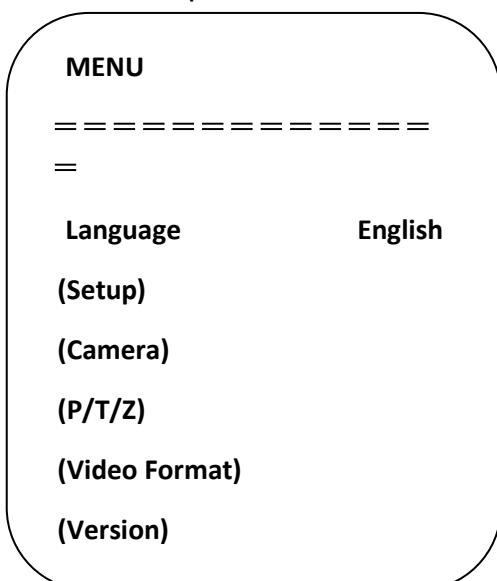 MENU
=============
=
Language English
(Setup)
(Camera)
(P/T/Z)
(Video Format)
(Version)